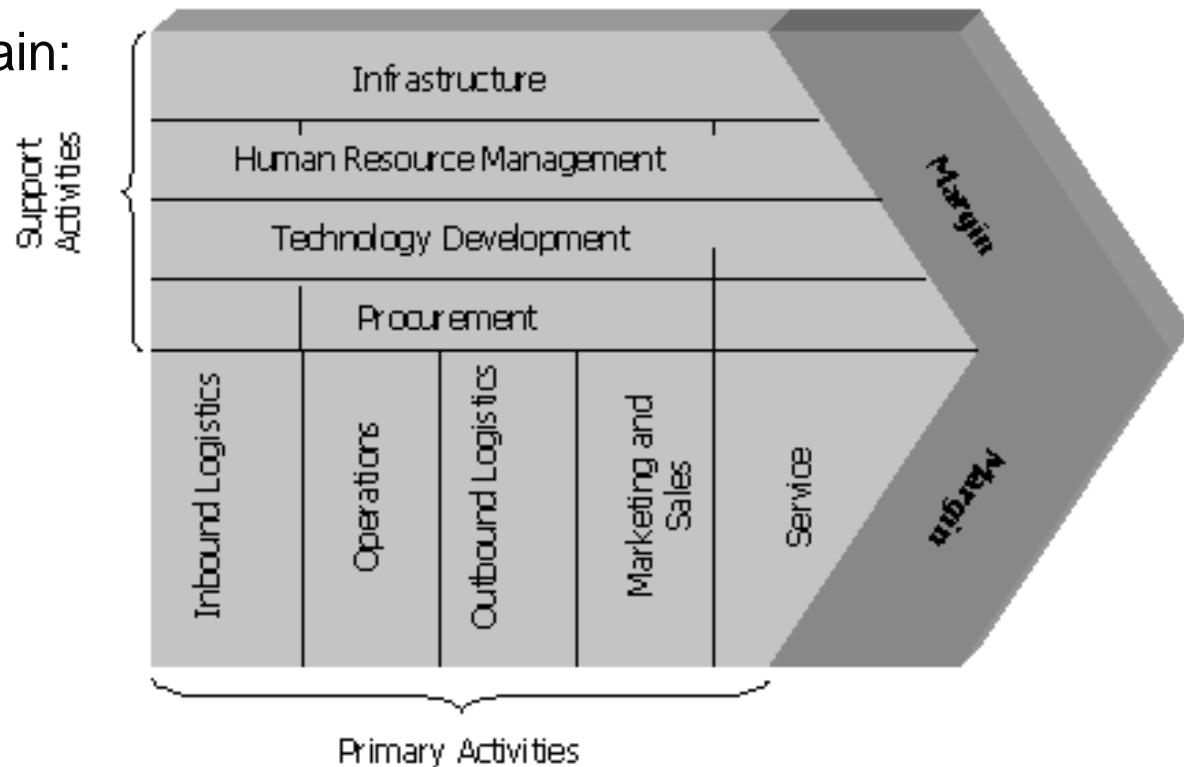 ain:
Support
Activities
Infrastructure
Human Resource Management
Technology Development
Procurement
Inbound Logistics
Operations
Outbound Logistics
Marketing and
Sales
Service
Margin
Margin
Primary Activities